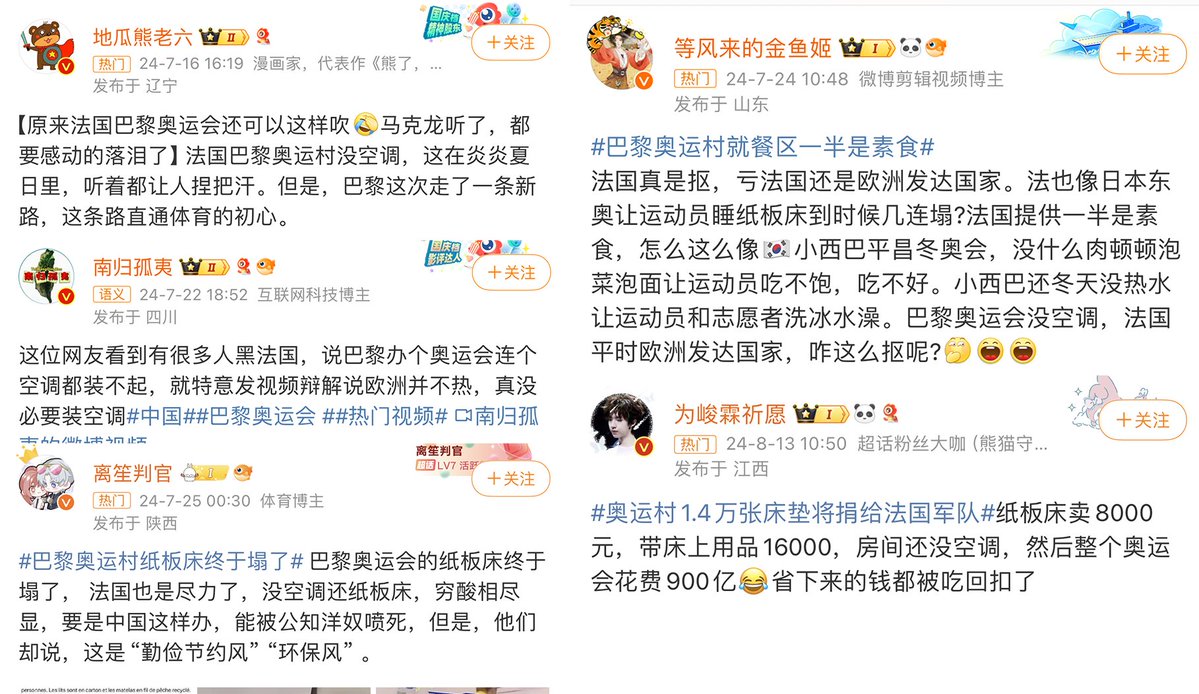 地瓜熊老六 II
热门 24-7-16 16:19 漫画家，代表作《熊了，...
发布于 辽宁
国庆档
精神股东
+关注
【原来法国巴黎奥运会还可以这样吹🤣马克龙听了，都
要感动的落泪了】法国巴黎奥运村没空调，这在炎炎夏
日里，听着都让人捏把汗。但是，巴黎这次走了一条新
路，这条路直通体育的初心。
南归孤夷
南归孤夷 II
语义 24-7-22 18:52 互联网科技博主
发布于 四川
国庆档
影评达人
+关注
这位网友看到有很多人黑法国，说巴黎办个奥运会连个
空调都装不起，就特意发视频辩解说欧洲并不热，真没
必要装空调#中国##巴黎奥运会 ##热门视频# 南归孤
夷的微博视频
离笙判官 I
热门 24-7-25 00:30 体育博主
发布于 陕西
离笙判官
超话 LV7 活跃
+关注
#巴黎奥运村纸板床终于塌了# 巴黎奥运会的纸板床终于
塌了， 法国也是尽力了，没空调还纸板床，穷酸相尽
显，要是中国这样办，能被公知洋奴喷死，但是，他们
却说，这是“勤俭节约风”“环保风” 。
personnes. Les lits sont en carton et les matelas en fil de pêche recyclé.
等风来的金鱼姬 I
热门 24-7-24 10:48 微博剪辑视频博主
发布于 山东
+关注
#巴黎奥运村就餐区一半是素食#
法国真是抠，亏法国还是欧洲发达国家。法也像日本东
奥让运动员睡纸板床到时候几连塌?法国提供一半是素
食，怎么这么像🇰🇷小西巴平昌冬奥会，没什么肉顿顿泡
菜泡面让运动员吃不饱，吃不好。小西巴还冬天没热水
让运动员和志愿者洗冰水澡。巴黎奥运会没空调，法国
平时欧洲发达国家，咋这么抠呢?🤔😄😄
为峻霖祈愿 I
热门 24-8-13 10:50 超话粉丝大咖 (熊猫守...
发布于 江西
+关注
#奥运村1.4万张床垫将捐给法国军队#纸板床卖8000
元，带床上用品16000，房间还没空调，然后整个奥运
会花费900亿😂省下来的钱都被吃回扣了